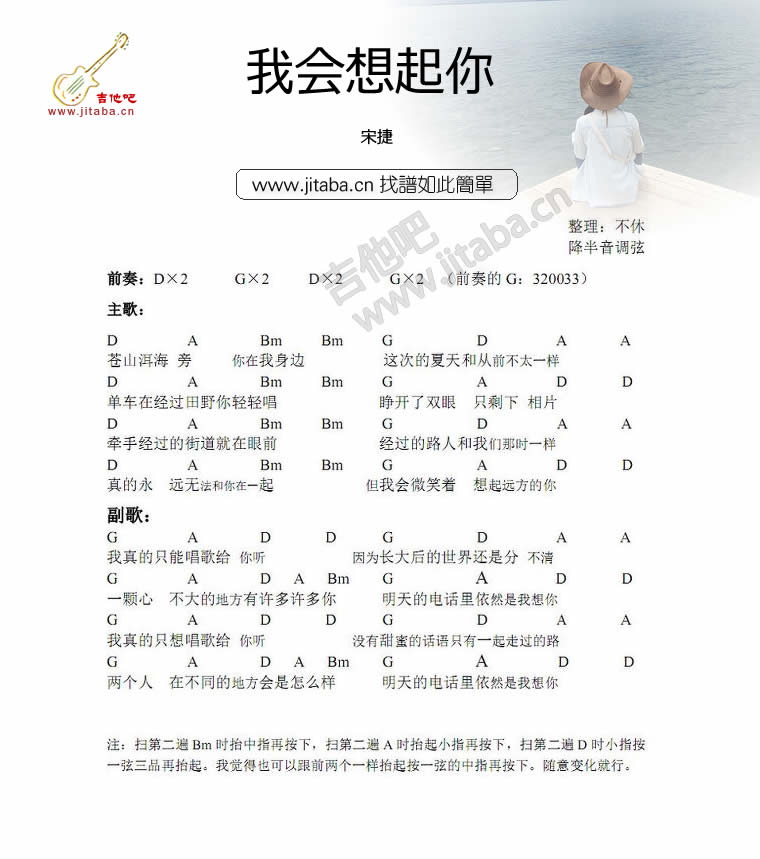 我会想起你
吉他吧
www.jitaba.cn
宋捷
www.jitaba.cn 找譜如此簡單
吉他吧
www.jitaba.cn
整理：不休
降半音调弦
前奏：D×2 G×2 D×2 G×2 （前奏的 G：320033）
主歌：
D A Bm Bm G D A A
苍山洱海 旁 你在我身边 这次的夏天和从前不太一样
D A Bm Bm G A D D
单车在经过田野你轻轻唱 睁开了双眼 只剩下 相片
D A Bm Bm G D A A
牵手经过的街道就在眼前 经过的路人和我们那时一样
D A Bm Bm G A D D
真的永 远无法和你在一起 但我会微笑着 想起远方的你
副歌：
G A D D G D A A
我真的只能唱歌给 你听 因为长大后的世界还是分 不清
G A D A Bm G A D D
一颗心 不大的地方有许多许多你 明天的电话里依然是我想你
G A D D G D A A
我真的只想唱歌给 你听 没有甜蜜的话语只有一起走过的路
G A D A Bm G A D D
两个人 在不同的地方会是怎么样 明天的电话里依然是我想你
注：扫第二遍 Bm 时抬中指再按下，扫第二遍 A 时抬起小指再按下，扫第二遍 D 时小指按
一弦三品再抬起。我觉得也可以跟前两个一样抬起按一弦的中指再按下。随意变化就行。